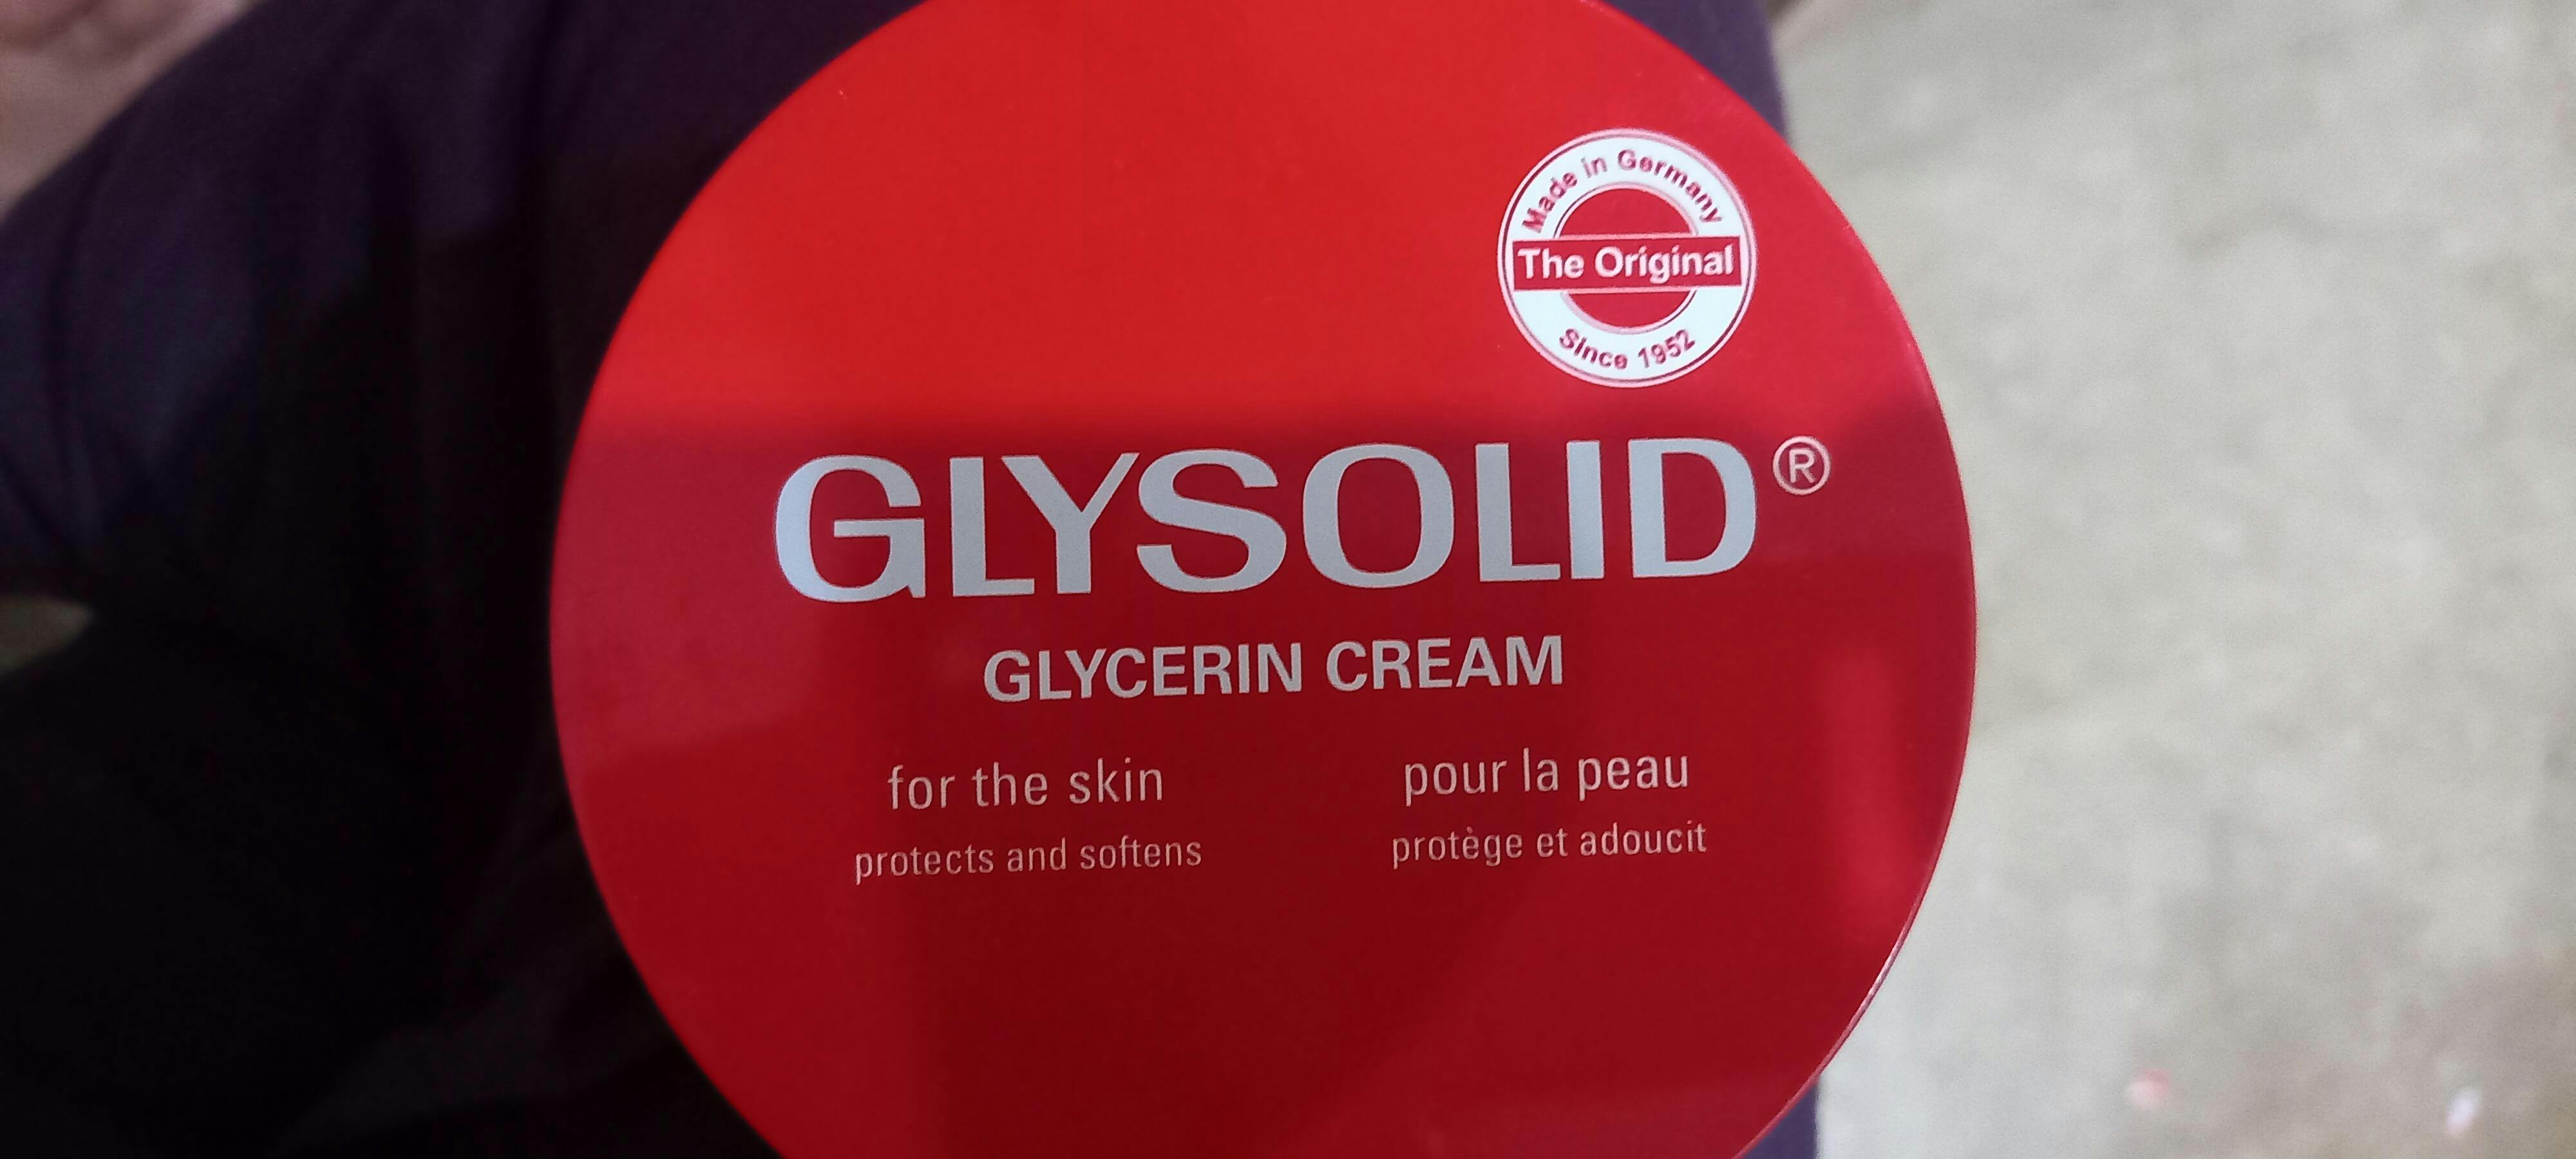 Made in Germany
The Original
Since 1952
GLYSOLID®
GLYCERIN CREAM
for the skin
protects and softens
pour la peau
protège et adoucit